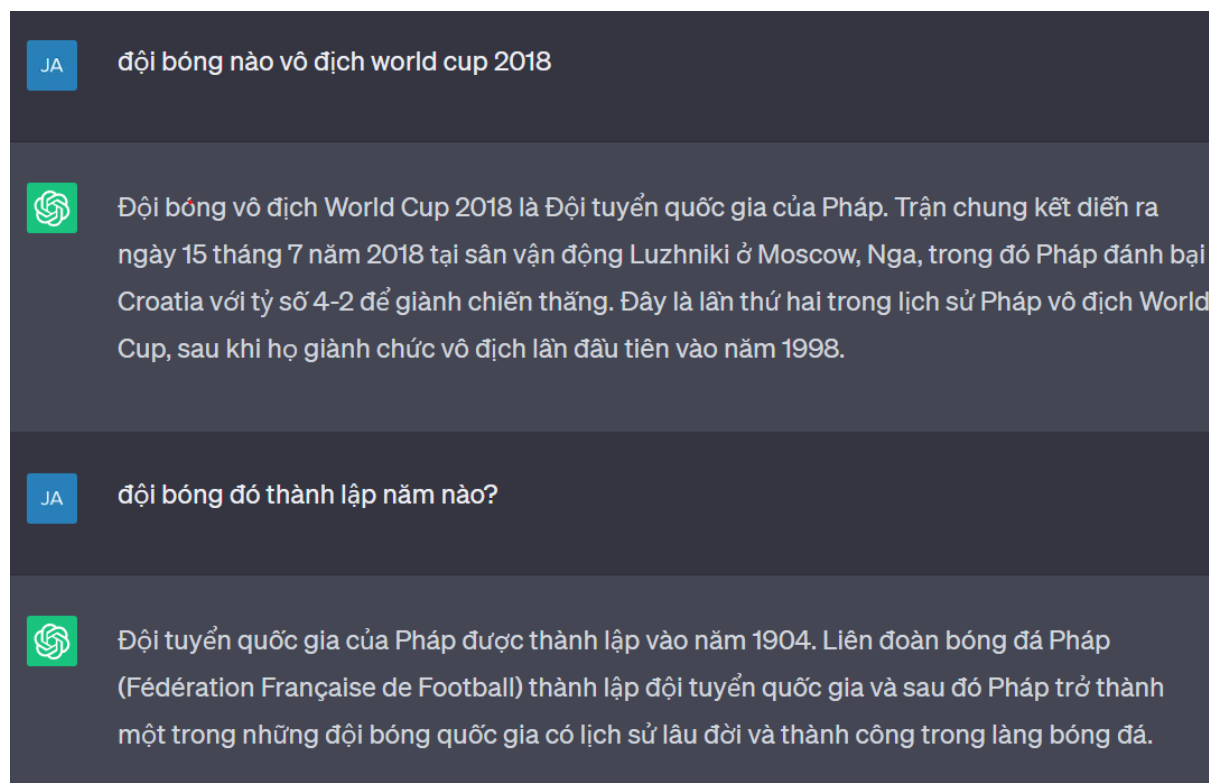 JA
đội bóng nào vô địch world cup 2018
Đội bóng vô địch World Cup 2018 là Đội tuyển quốc gia của Pháp. Trận chung kết diễn ra
ngày 15 tháng 7 năm 2018 tại sân vận động Luzhniki ở Moscow, Nga, trong đó Pháp đánh bại
Croatia với tỷ số 4-2 để giành chiến thắng. Đây là lần thứ hai trong lịch sử Pháp vô địch World
Cup, sau khi họ giành chức vô địch lần đầu tiên vào năm 1998.
JA
đội bóng đó thành lập năm nào?
Đội tuyển quốc gia của Pháp được thành lập vào năm 1904. Liên đoàn bóng đá Pháp
(Fédération Française de Football) thành lập đội tuyển quốc gia và sau đó Pháp trở thành
một trong những đội bóng quốc gia có lịch sử lâu đời và thành công trong làng bóng đá.